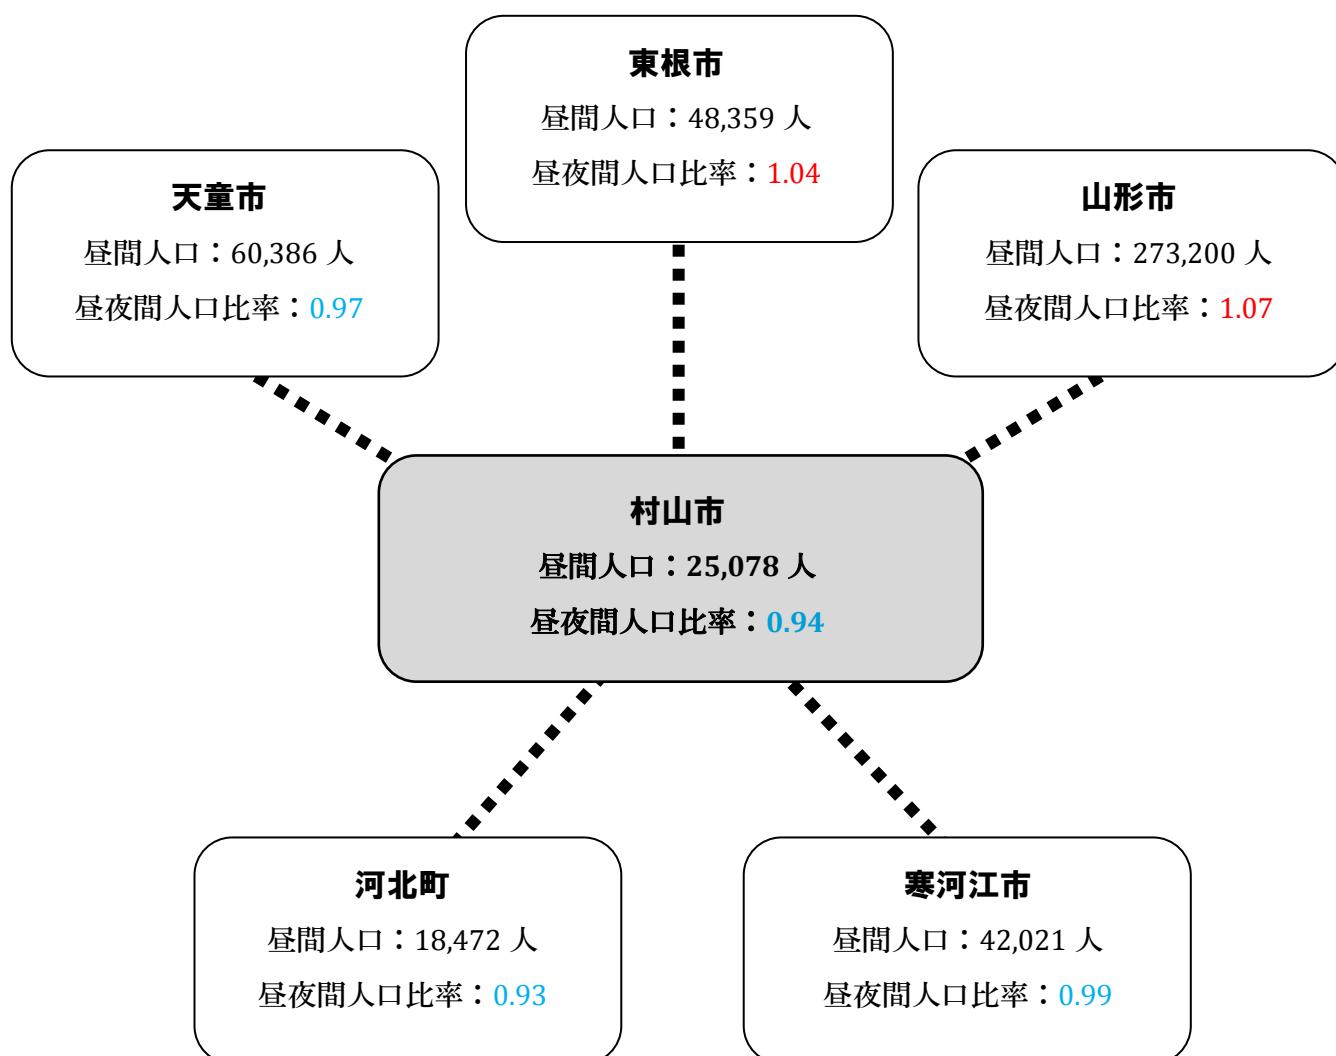 東根市
昼間人口：48,359 人
昼夜間人口比率：1.04
天童市
昼間人口：60,386 人
昼夜間人口比率：0.97
山形市
昼間人口：273,200 人
昼夜間人口比率：1.07
村山市
昼間人口：25,078 人
昼夜間人口比率：0.94
河北町
昼間人口：18,472 人
昼夜間人口比率：0.93
寒河江市
昼間人口：42,021 人
昼夜間人口比率：0.99